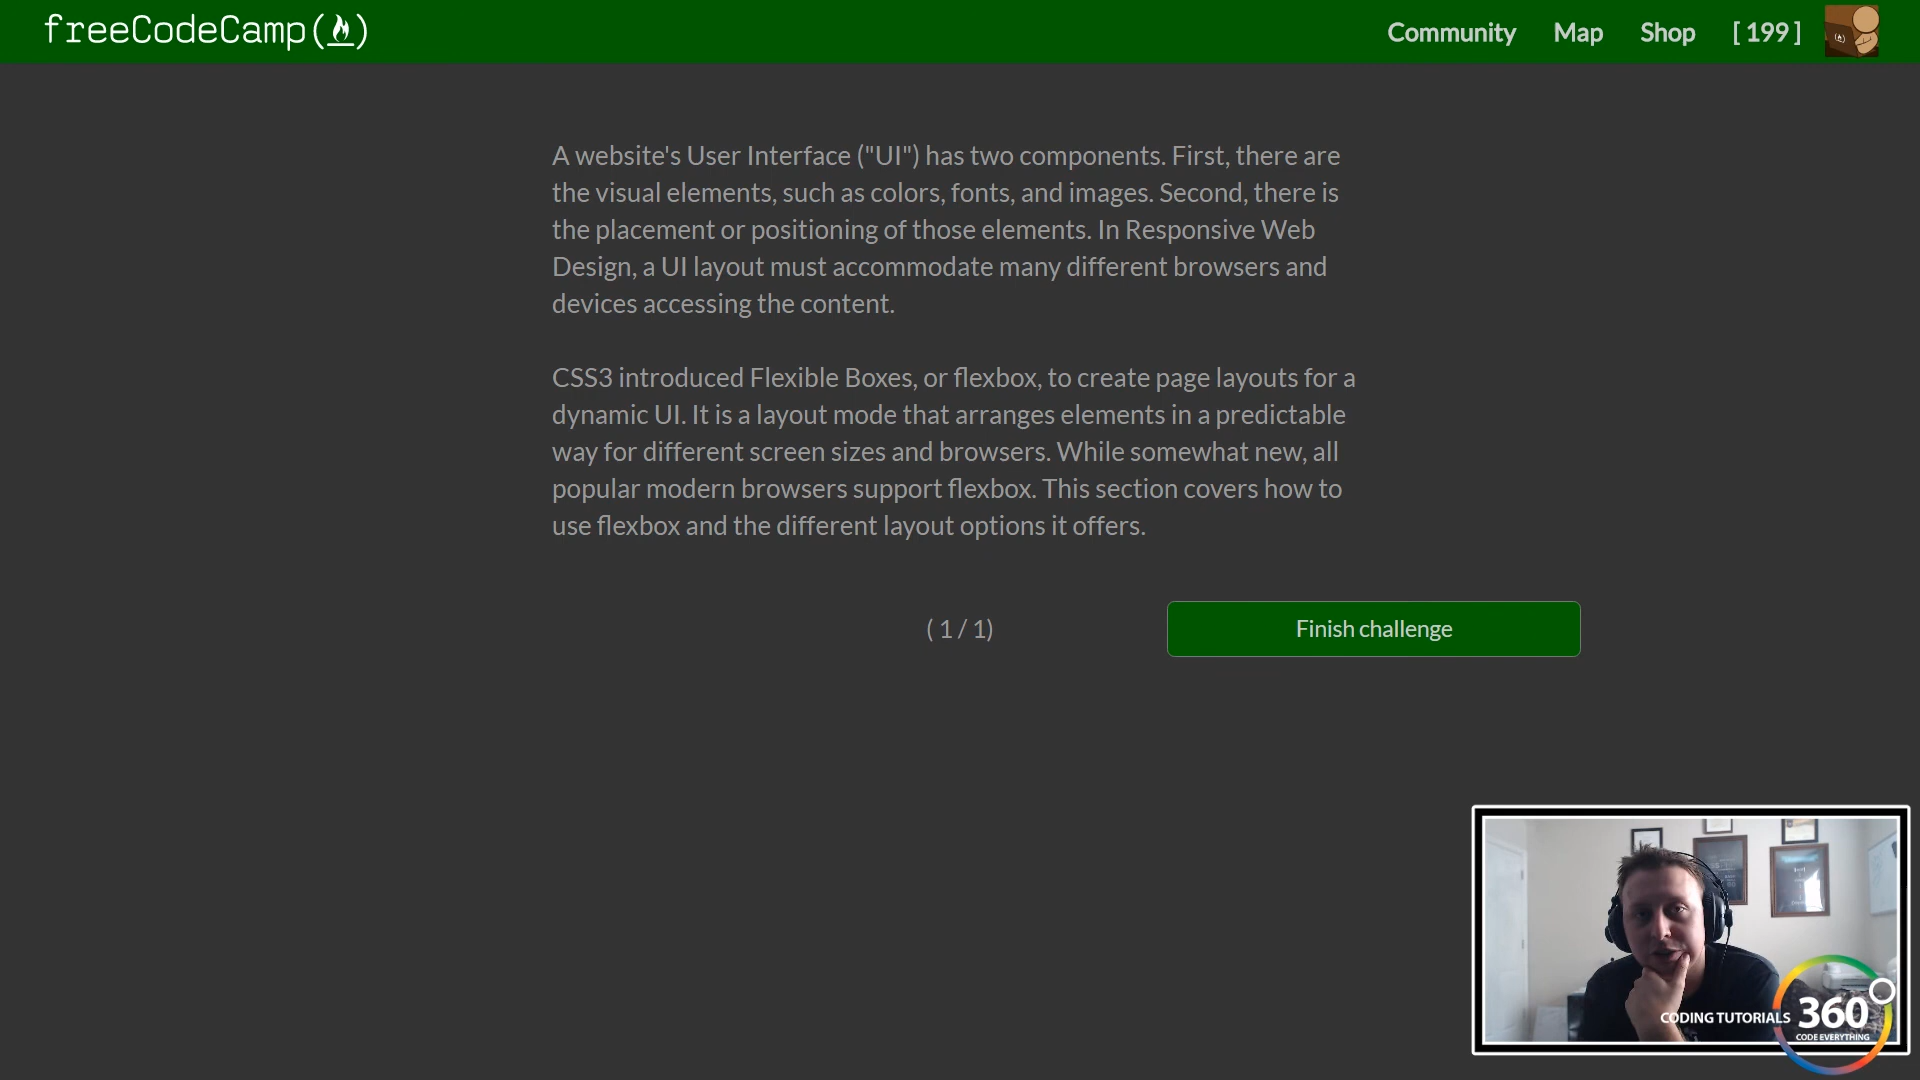 freeCodeCamp
Community Map Shop [ 199 ]
A website's User Interface ("UI") has two components. First, there are
the visual elements, such as colors, fonts, and images. Second, there is
the placement or positioning of those elements. In Responsive Web
Design, a UI layout must accommodate many different browsers and
devices accessing the content.
CSS3 introduced Flexible Boxes, or flexbox, to create page layouts for a
dynamic UI. It is a layout mode that arranges elements in a predictable
way for different screen sizes and browsers. While somewhat new, all
popular modern browsers support flexbox. This section covers how to
use flexbox and the different layout options it offers.
( 1 / 1)
Finish challenge
CODING TUTORIALS 360°
CODE EVERYTHING